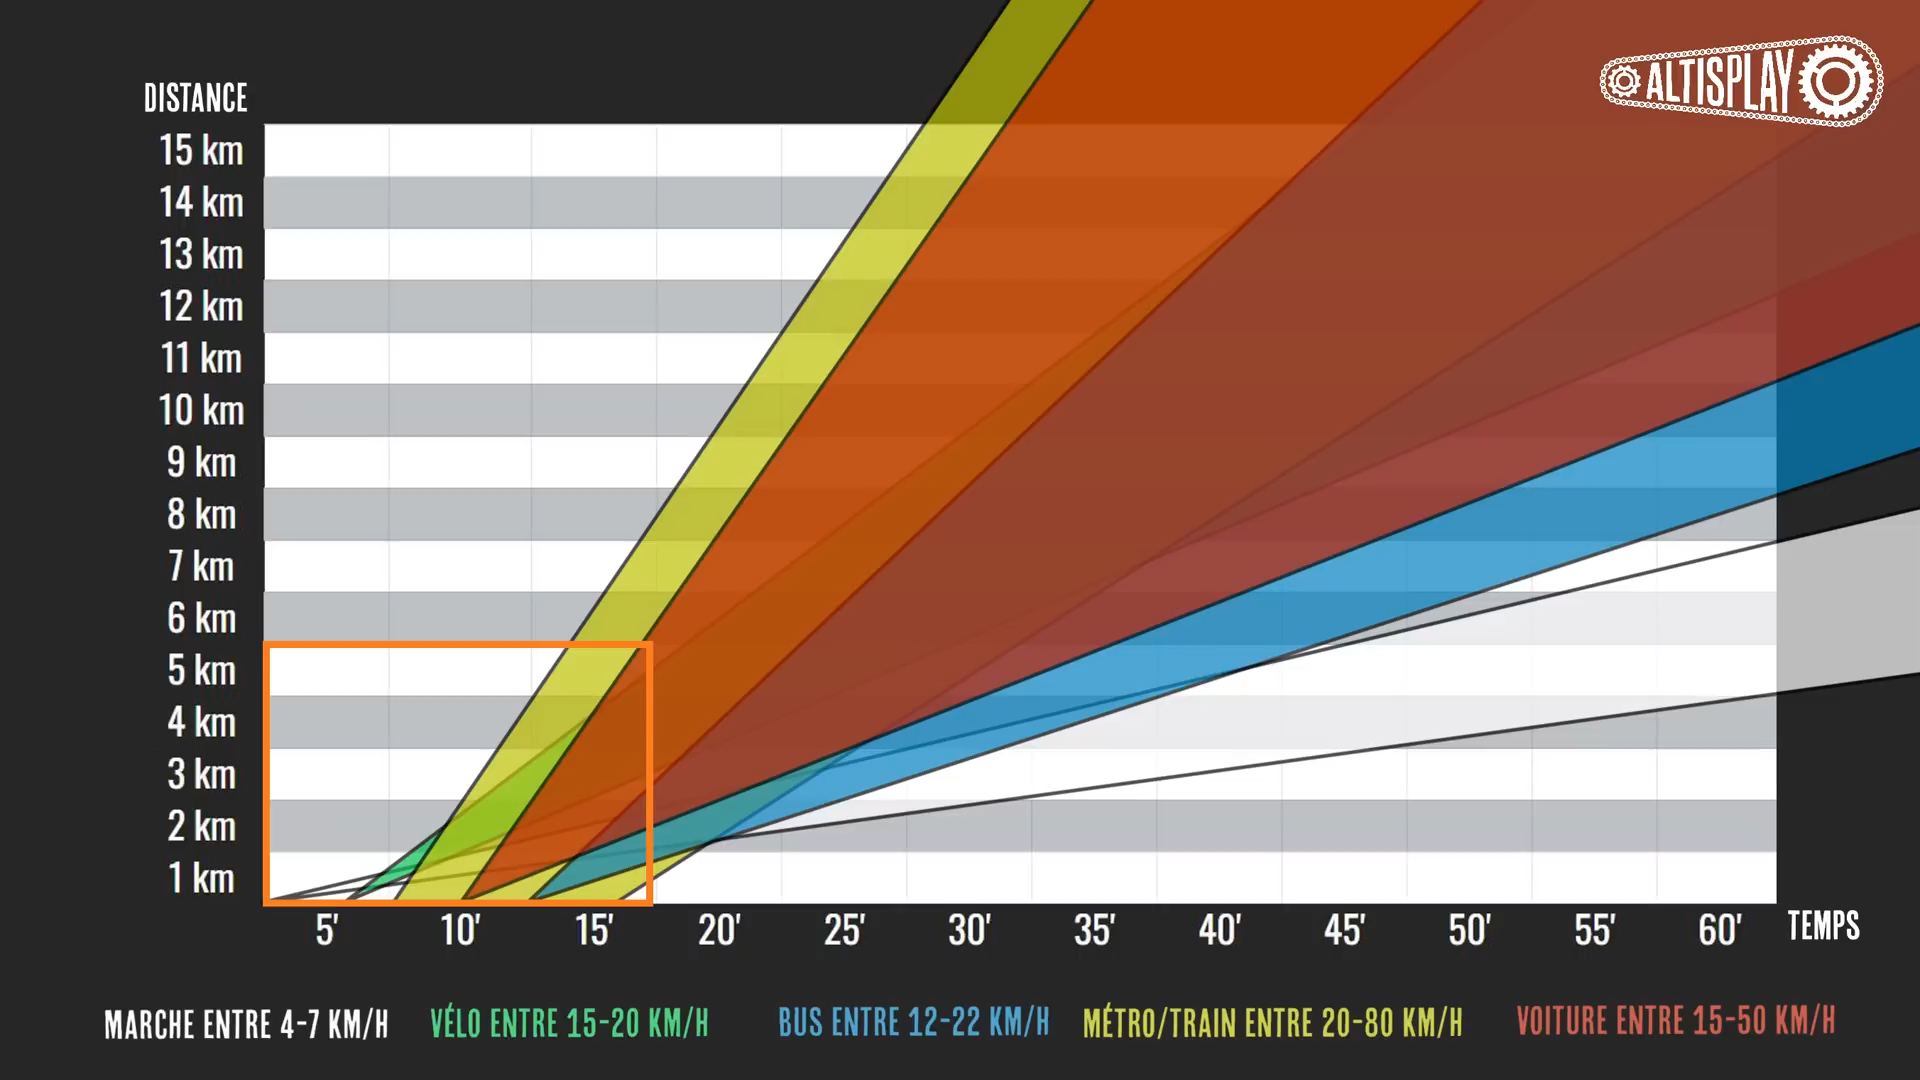 ALTISPLAY
DISTANCE
15 km
14 km
13 km
12 km
11 km
10 km
9 km
8 km
7 km
6 km
5 km
4 km
3 km
2 km
1 km
5' 10' 15' 20' 25' 30' 35' 40' 45' 50' 55' 60' TEMPS
MARCHE ENTRE 4-7 KM/H VÉLO ENTRE 15-20 KM/H BUS ENTRE 12-22 KM/H MÉTRO/TRAIN ENTRE 20-80 KM/H VOITURE ENTRE 15-50 KM/H